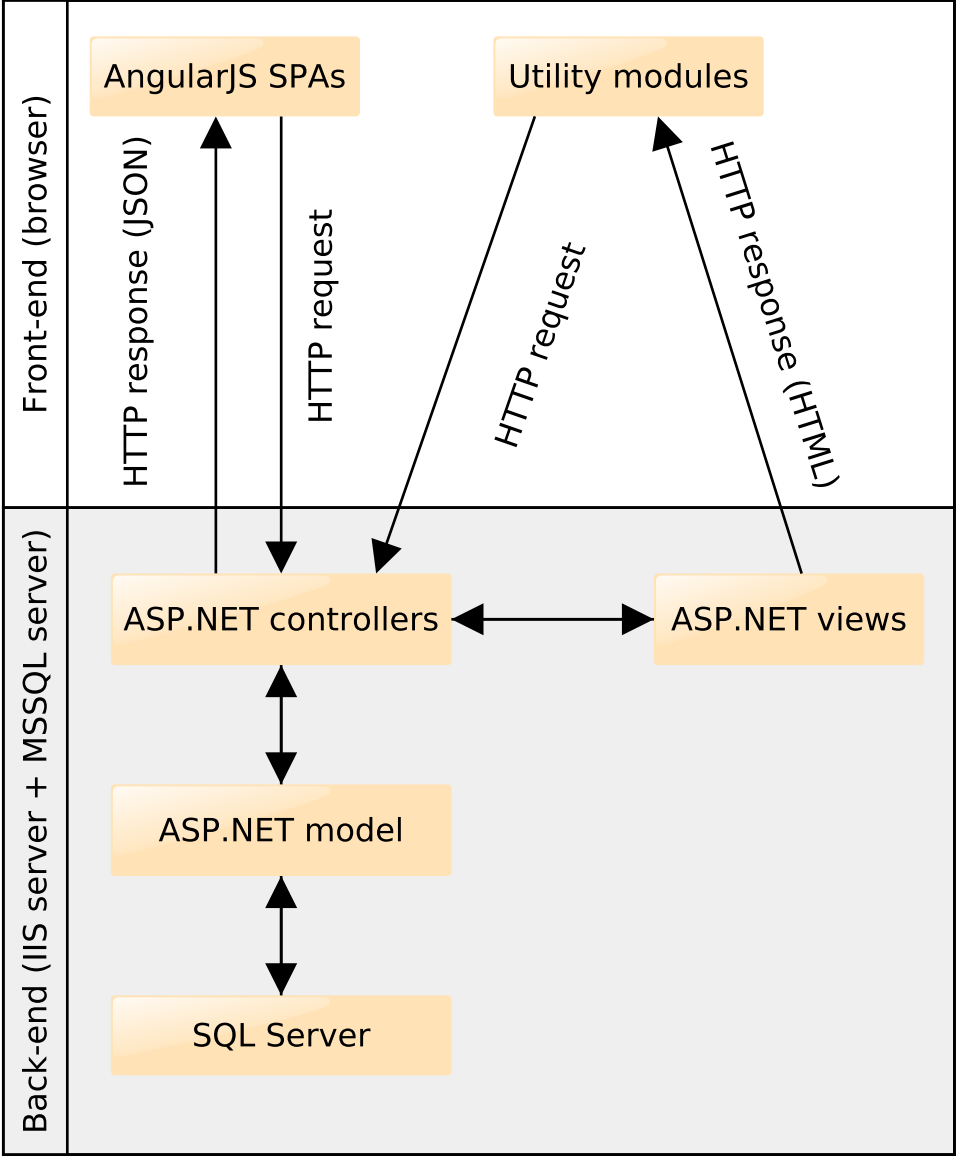 Front-end (browser)
AngularJS SPAs
Utility modules
HTTP response (JSON)
HTTP request
HTTP request
HTTP response (HTML)
Back-end (IIS server + MSSQL server)
ASP.NET controllers
ASP.NET views
ASP.NET model
SQL Server